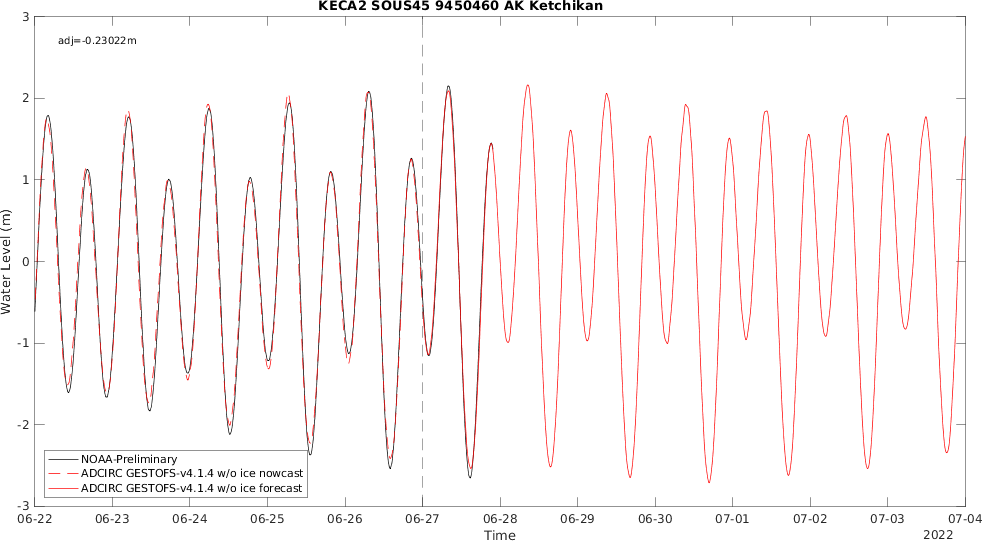 KECA2 SOUS45 9450460 AK Ketchikan
adj=-0.23022m
3
2
1
0
-1
-2
-3
Water Level (m)
NOAA-Preliminary
ADCIRC GESTOFS-v4.1.4 w/o ice nowcast
ADCIRC GESTOFS-v4.1.4 w/o ice forecast
06-22 06-23 06-24 06-25 06-26 06-27 06-28 06-29 06-30 07-01 07-02 07-03 07-04
Time
2022